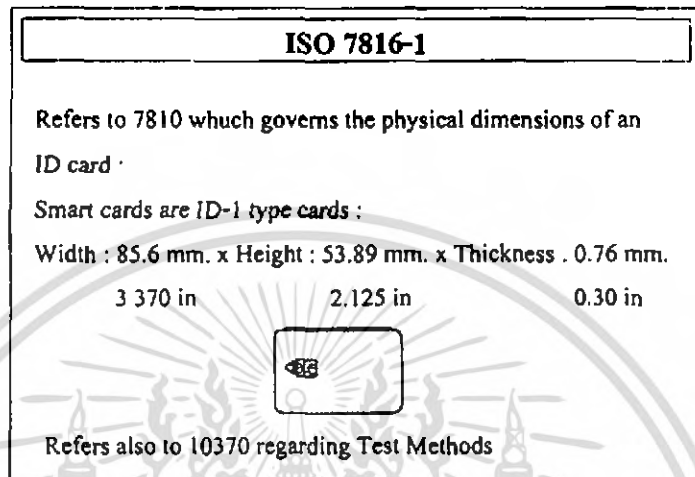 ISO 7816-1
Refers to 7810 whuch governs the physical dimensions of an
ID card .
Smart cards are ID-1 type cards :
Width : 85.6 mm. x Height : 53.89 mm. x Thickness . 0.76 mm.
3 370 in 2.125 in 0.30 in
Refers also to 10370 regarding Test Methods